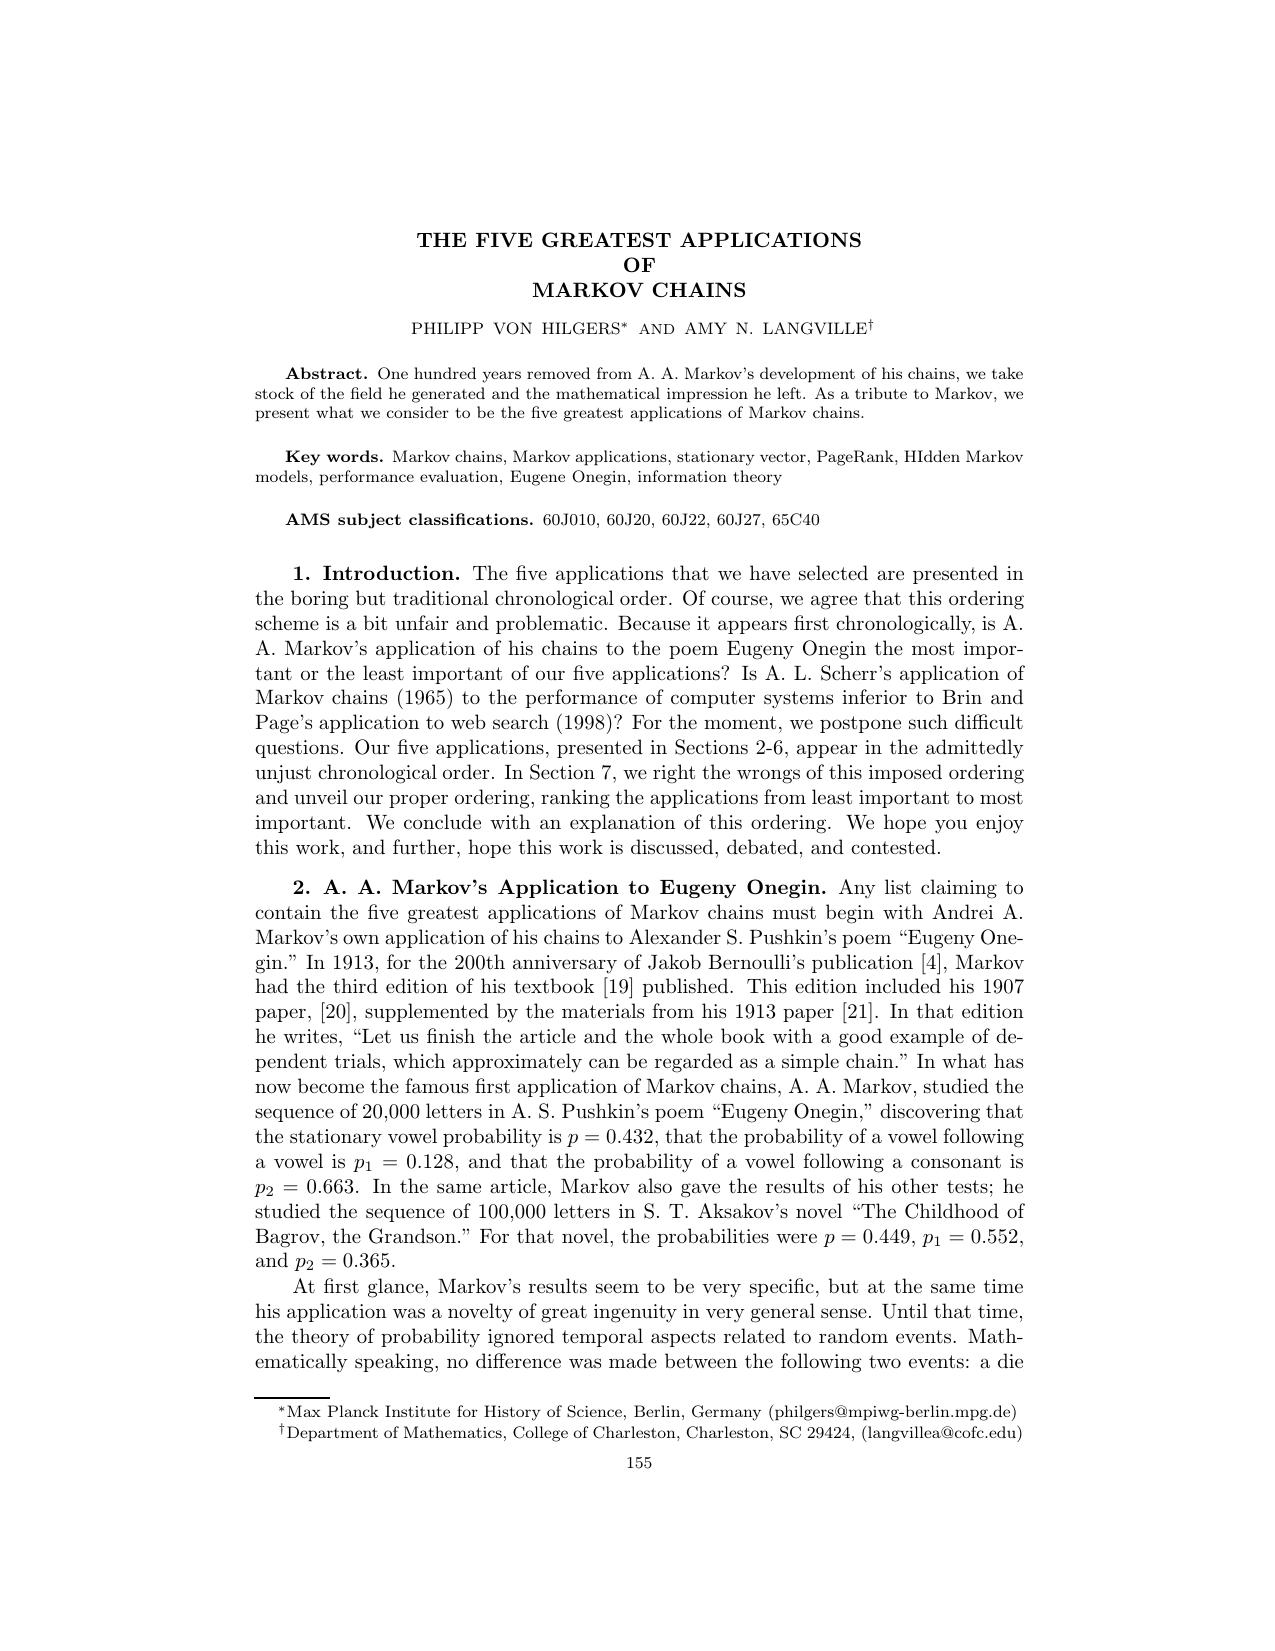 THE FIVE GREATEST APPLICATIONS
OF
MARKOV CHAINS
PHILIPP VON HILGERS* AND AMY N. LANGVILLE†
Abstract. One hundred years removed from A. A. Markov's development of his chains, we take
stock of the field he generated and the mathematical impression he left. As a tribute to Markov, we
present what we consider to be the five greatest applications of Markov chains.
Key words. Markov chains, Markov applications, stationary vector, PageRank, HIdden Markov
models, performance evaluation, Eugene Onegin, information theory
AMS subject classifications. 60J010, 60J20, 60J22, 60J27, 65C40
1. Introduction. The five applications that we have selected are presented in
the boring but traditional chronological order. Of course, we agree that this ordering
scheme is a bit unfair and problematic. Because it appears first chronologically, is A.
A. Markov's application of his chains to the poem Eugeny Onegin the most impor-
tant or the least important of our five applications? Is A. L. Scherr's application of
Markov chains (1965) to the performance of computer systems inferior to Brin and
Page's application to web search (1998)? For the moment, we postpone such difficult
questions. Our five applications, presented in Sections 2-6, appear in the admittedly
unjust chronological order. In Section 7, we right the wrongs of this imposed ordering
and unveil our proper ordering, ranking the applications from least important to most
important. We conclude with an explanation of this ordering. We hope you enjoy
this work, and further, hope this work is discussed, debated, and contested.
2. A. A. Markov's Application to Eugeny Onegin. Any list claiming to
contain the five greatest applications of Markov chains must begin with Andrei A.
Markov's own application of his chains to Alexander S. Pushkin's poem “Eugeny One-
gin.” In 1913, for the 200th anniversary of Jakob Bernoulli's publication [4], Markov
had the third edition of his textbook [19] published. This edition included his 1907
paper, [20], supplemented by the materials from his 1913 paper [21]. In that edition
he writes, “Let us finish the article and the whole book with a good example of de-
pendent trials, which approximately can be regarded as a simple chain.” In what has
now become the famous first application of Markov chains, A. A. Markov, studied the
sequence of 20,000 letters in A. S. Pushkin's poem “Eugeny Onegin,” discovering that
the stationary vowel probability is p = 0.432, that the probability of a vowel following
a vowel is p₁ = 0.128, and that the probability of a vowel following a consonant is
p₂ = 0.663. In the same article, Markov also gave the results of his other tests; he
studied the sequence of 100,000 letters in S. T. Aksakov's novel “The Childhood of
Bagrov, the Grandson.” For that novel, the probabilities were p = 0.449, p₁ = 0.552,
and p₂ = 0.365.
At first glance, Markov's results seem to be very specific, but at the same time
his application was a novelty of great ingenuity in very general sense. Until that time,
the theory of probability ignored temporal aspects related to random events. Math-
ematically speaking, no difference was made between the following two events: a die
*Max Planck Institute for History of Science, Berlin, Germany (philgers@mpiwg-berlin.mpg.de)
†Department of Mathematics, College of Charleston, Charleston, SC 29424, (langvillea@cofc.edu)
155